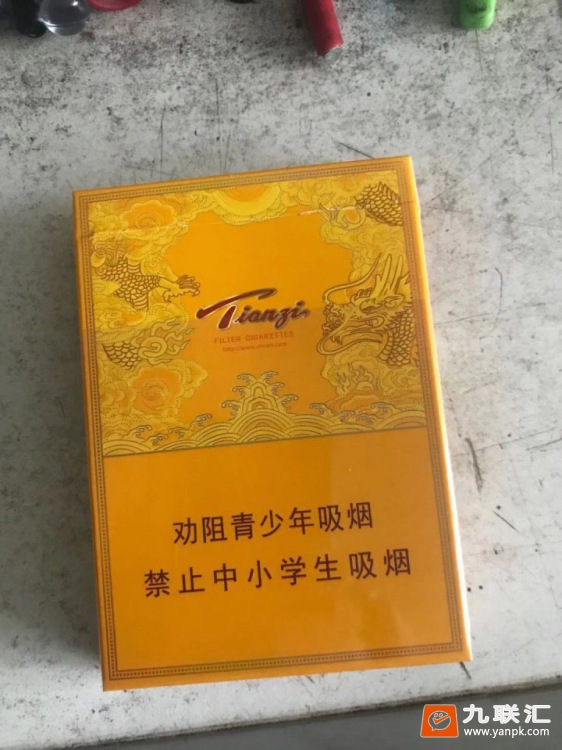 Tianzi
FILTER CIGARETTES
劝阻青少年吸烟
禁止中小学生吸烟
九联汇
www.yanpk.com